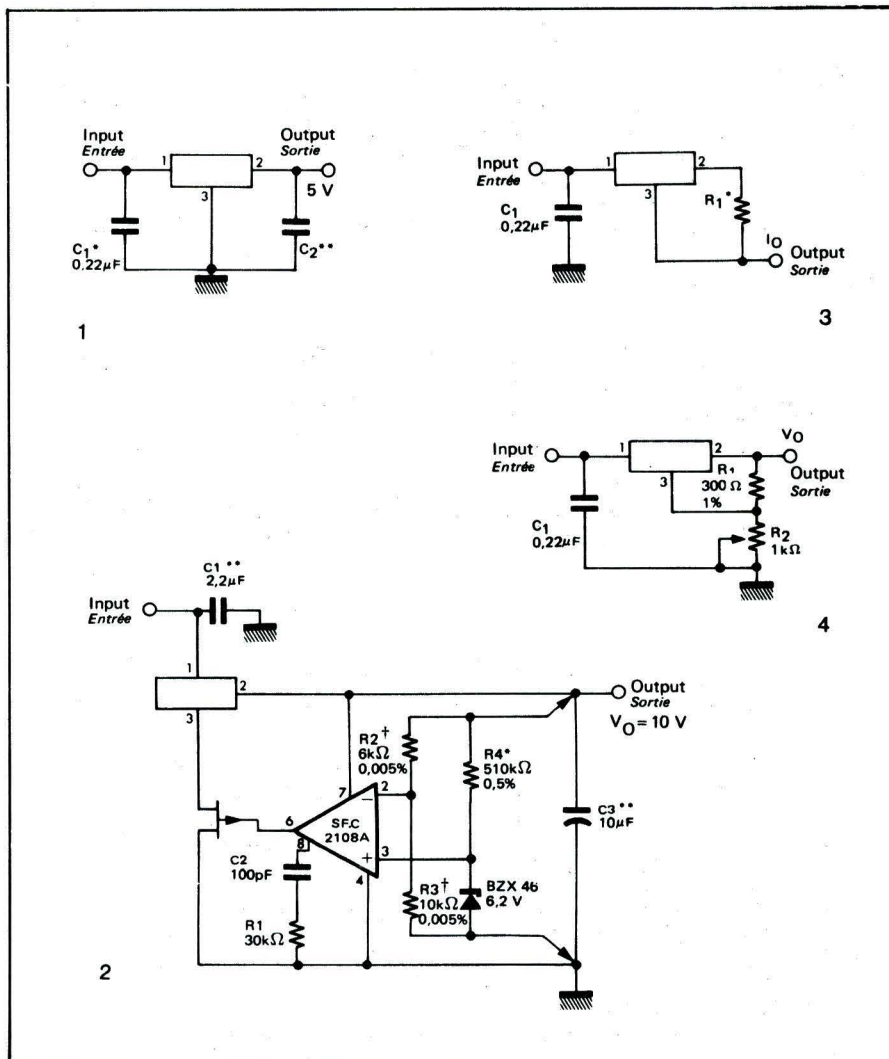 Input
Entrée
1
2
3
Output
Sortie
5 V
C1*
0,22µF
C2**
1
Input
Entrée
1
2
3
C1
0,22µF
R1*
IO
Output
Sortie
3
Input
Entrée
1
2
3
C1
0,22µF
VO
Output
Sortie
R1
300 Ω
1%
R2
1kΩ
4
Input
Entrée
C1**
2,2µF
1
2
3
Output
Sortie
VO = 10 V
R2†
6kΩ
0,005%
R4*
510kΩ
0,5%
C3**
10µF
7
2
−
6
SFC
2108A
8
+
3
4
C2
100pF
R1
30kΩ
R3†
10kΩ
0,005%
BZX 46
6,2 V
2